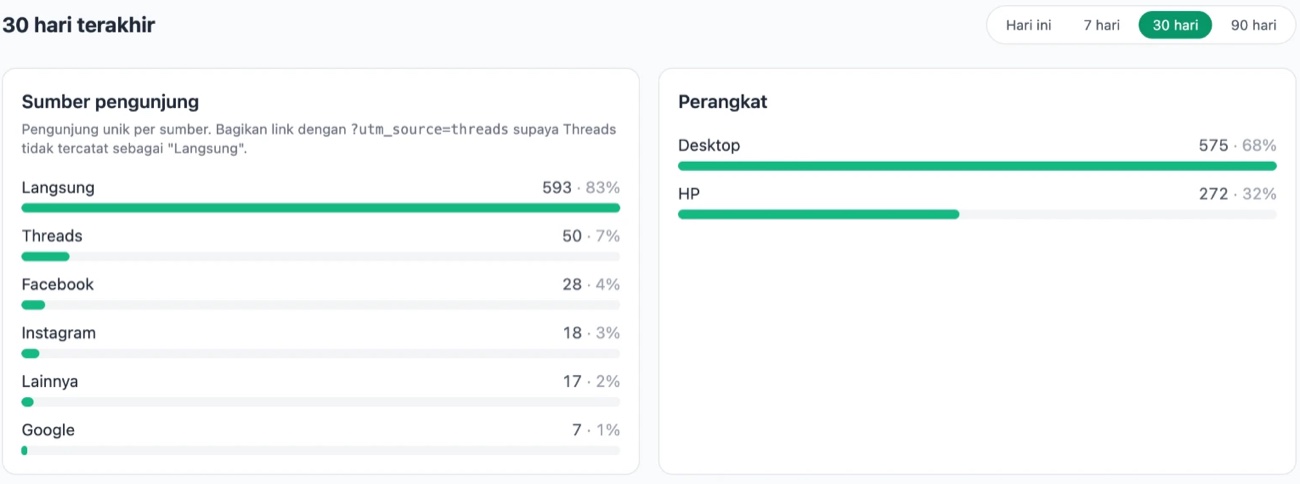 30 hari terakhir
Hari ini 7 hari 30 hari 90 hari
Sumber pengunjung
Pengunjung unik per sumber. Bagikan link dengan ?utm_source=threads supaya Threads
tidak tercatat sebagai "Langsung".
Langsung 593 · 83%
Threads 50 · 7%
Facebook 28 · 4%
Instagram 18 · 3%
Lainnya 17 · 2%
Google 7 · 1%
Perangkat
Desktop 575 · 68%
HP 272 · 32%